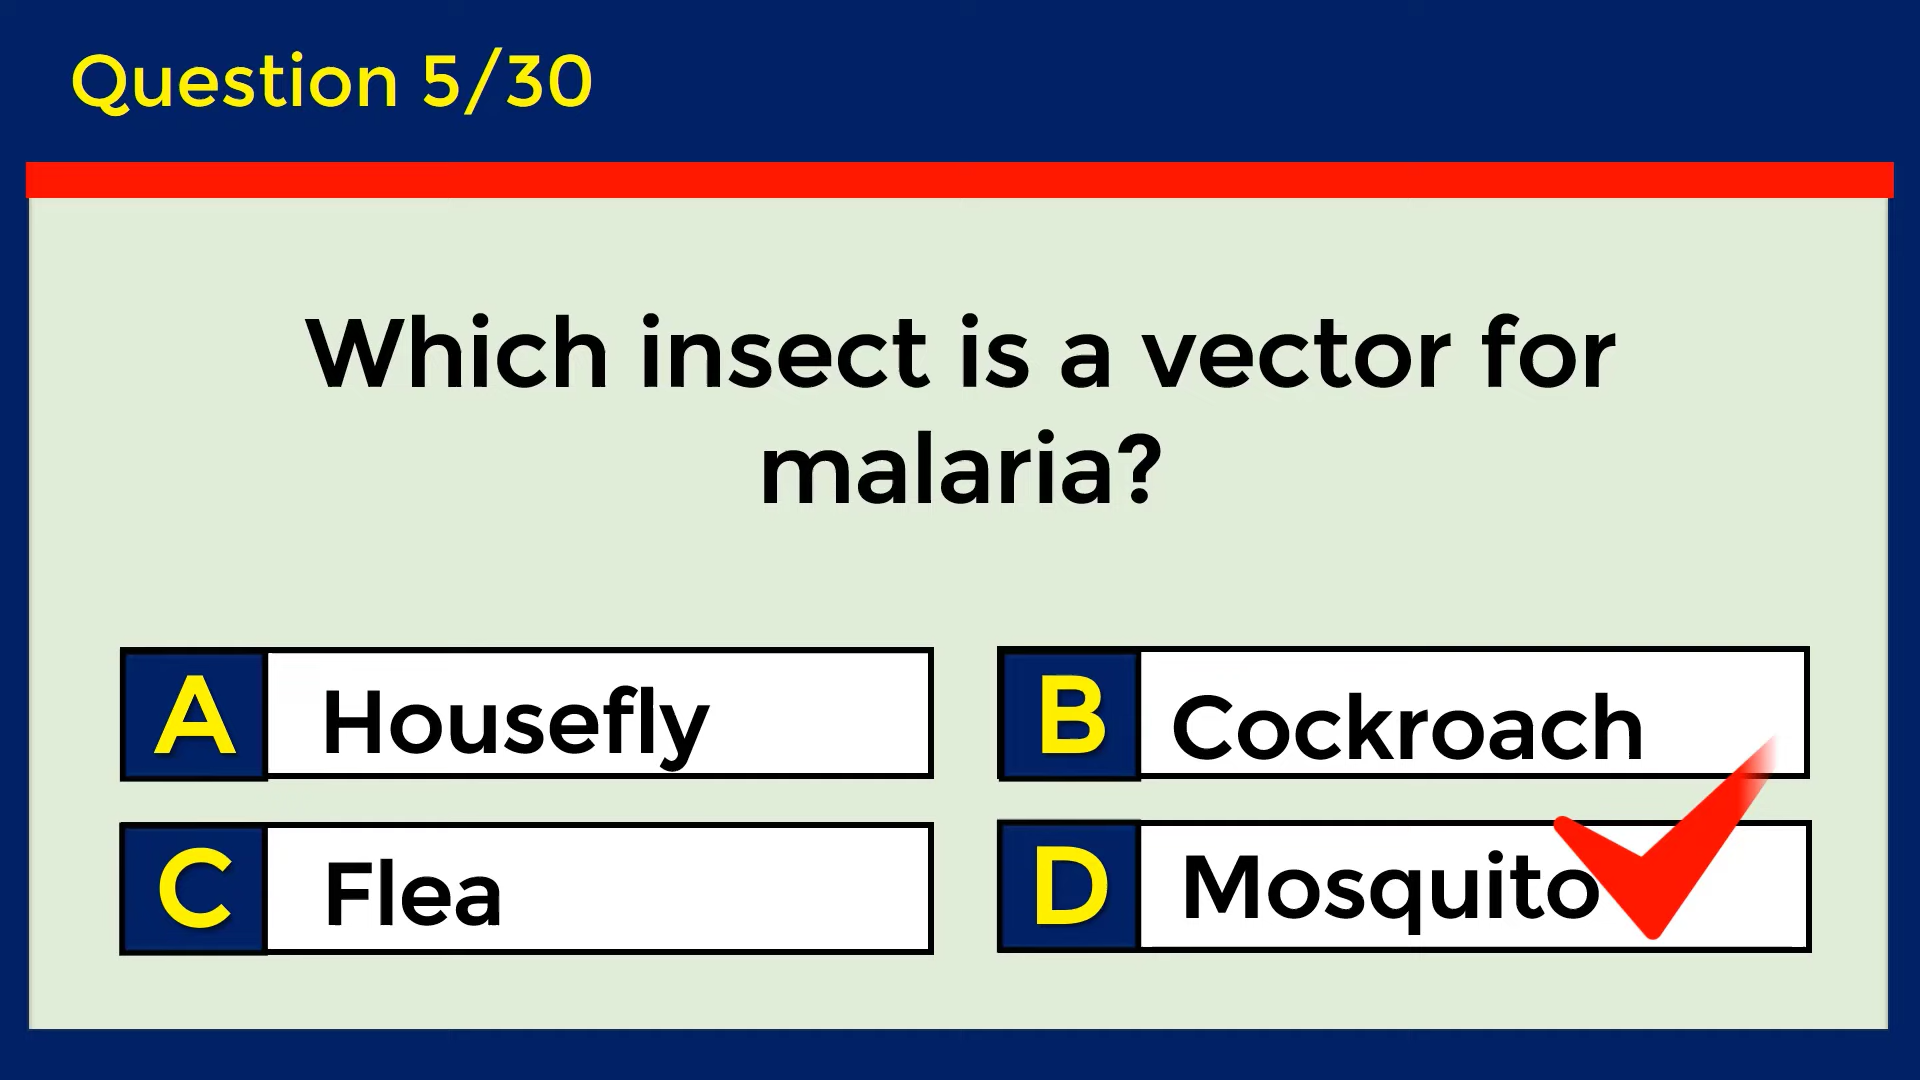 Question 5/30
Which insect is a vector for
malaria?
A Housefly
B Cockroach
C Flea
D Mosquito